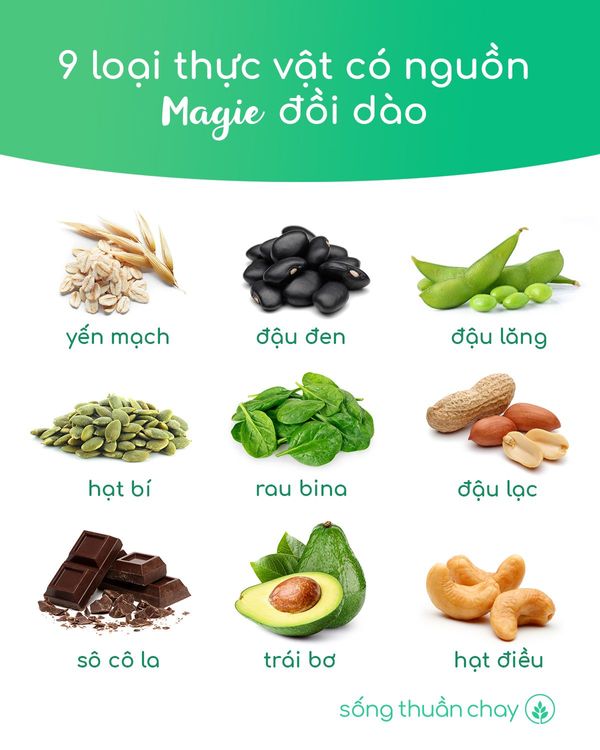 9 loại thực vật có nguồn
Magie đồi dào
yến mạch
đậu đen
đậu lăng
hạt bí
rau bina
đậu lạc
sô cô la
trái bơ
hạt điều
sống thuần chay